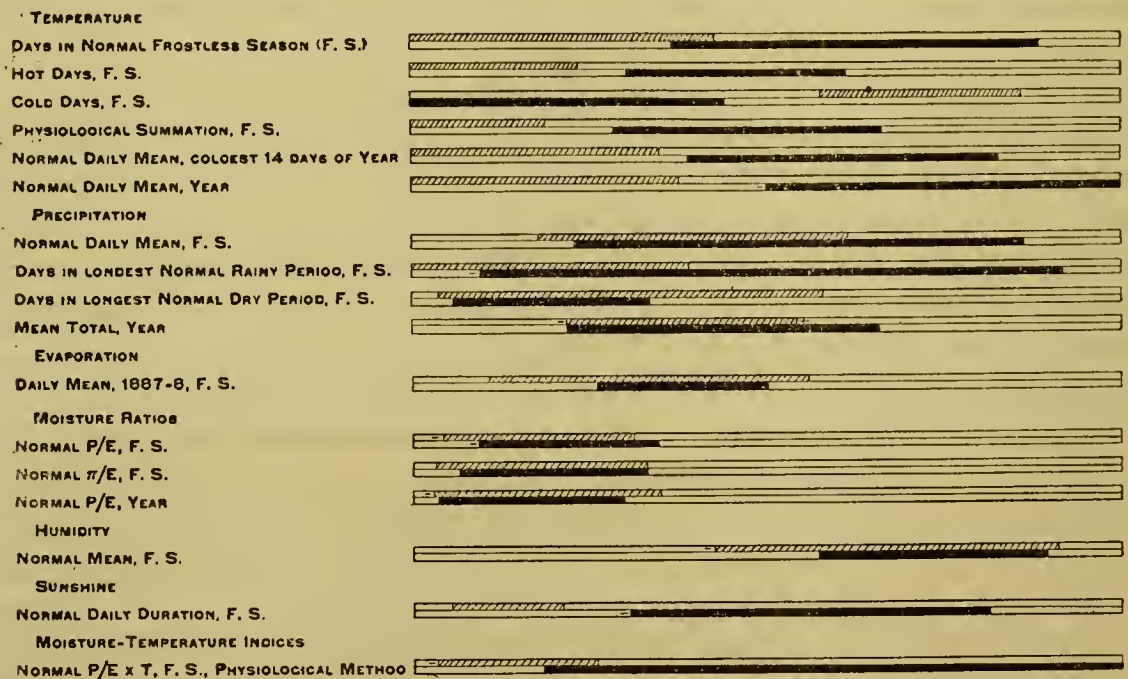 TEMPERATURE
DAYS IN NORMAL FROSTLESS SEASON (F. S.)
HOT DAYS, F. S.
COLD DAYS, F. S.
PHYSIOLOGICAL SUMMATION, F. S.
NORMAL DAILY MEAN, COLDEST 14 DAYS OF YEAR
NORMAL DAILY MEAN, YEAR
PRECIPITATION
NORMAL DAILY MEAN, F. S.
DAYS IN LONGEST NORMAL RAINY PERIOD, F. S.
DAYS IN LONGEST NORMAL DRY PERIOD, F. S.
MEAN TOTAL, YEAR
EVAPORATION
DAILY MEAN, 1887-8, F. S.
MOISTURE RATIOS
NORMAL P/E, F. S.
NORMAL π/E, F. S.
NORMAL P/E, YEAR
HUMIDITY
NORMAL MEAN, F. S.
SUNSHINE
NORMAL DAILY DURATION, F. S.
MOISTURE-TEMPERATURE INDICES
NORMAL P/E x T, F. S., PHYSIOLOGICAL METHOD